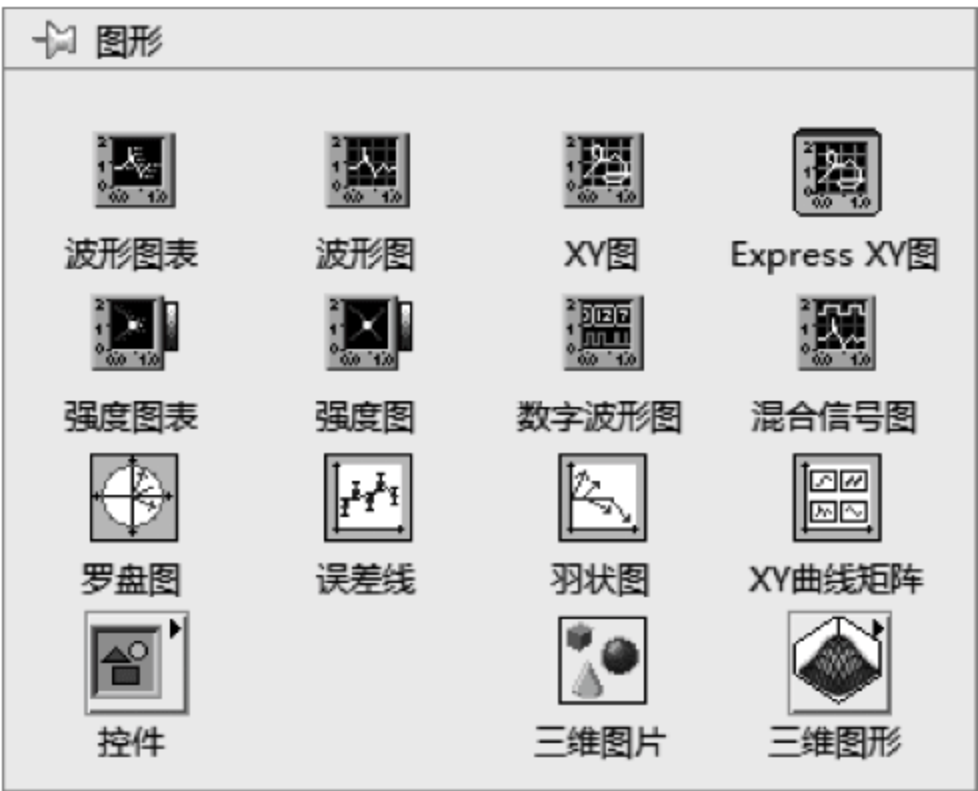 图形
波形图表 波形图 XY图 Express XY图
强度图表 强度图 数字波形图 混合信号图
罗盘图 误差线 羽状图 XY曲线矩阵
控件 三维图片 三维图形